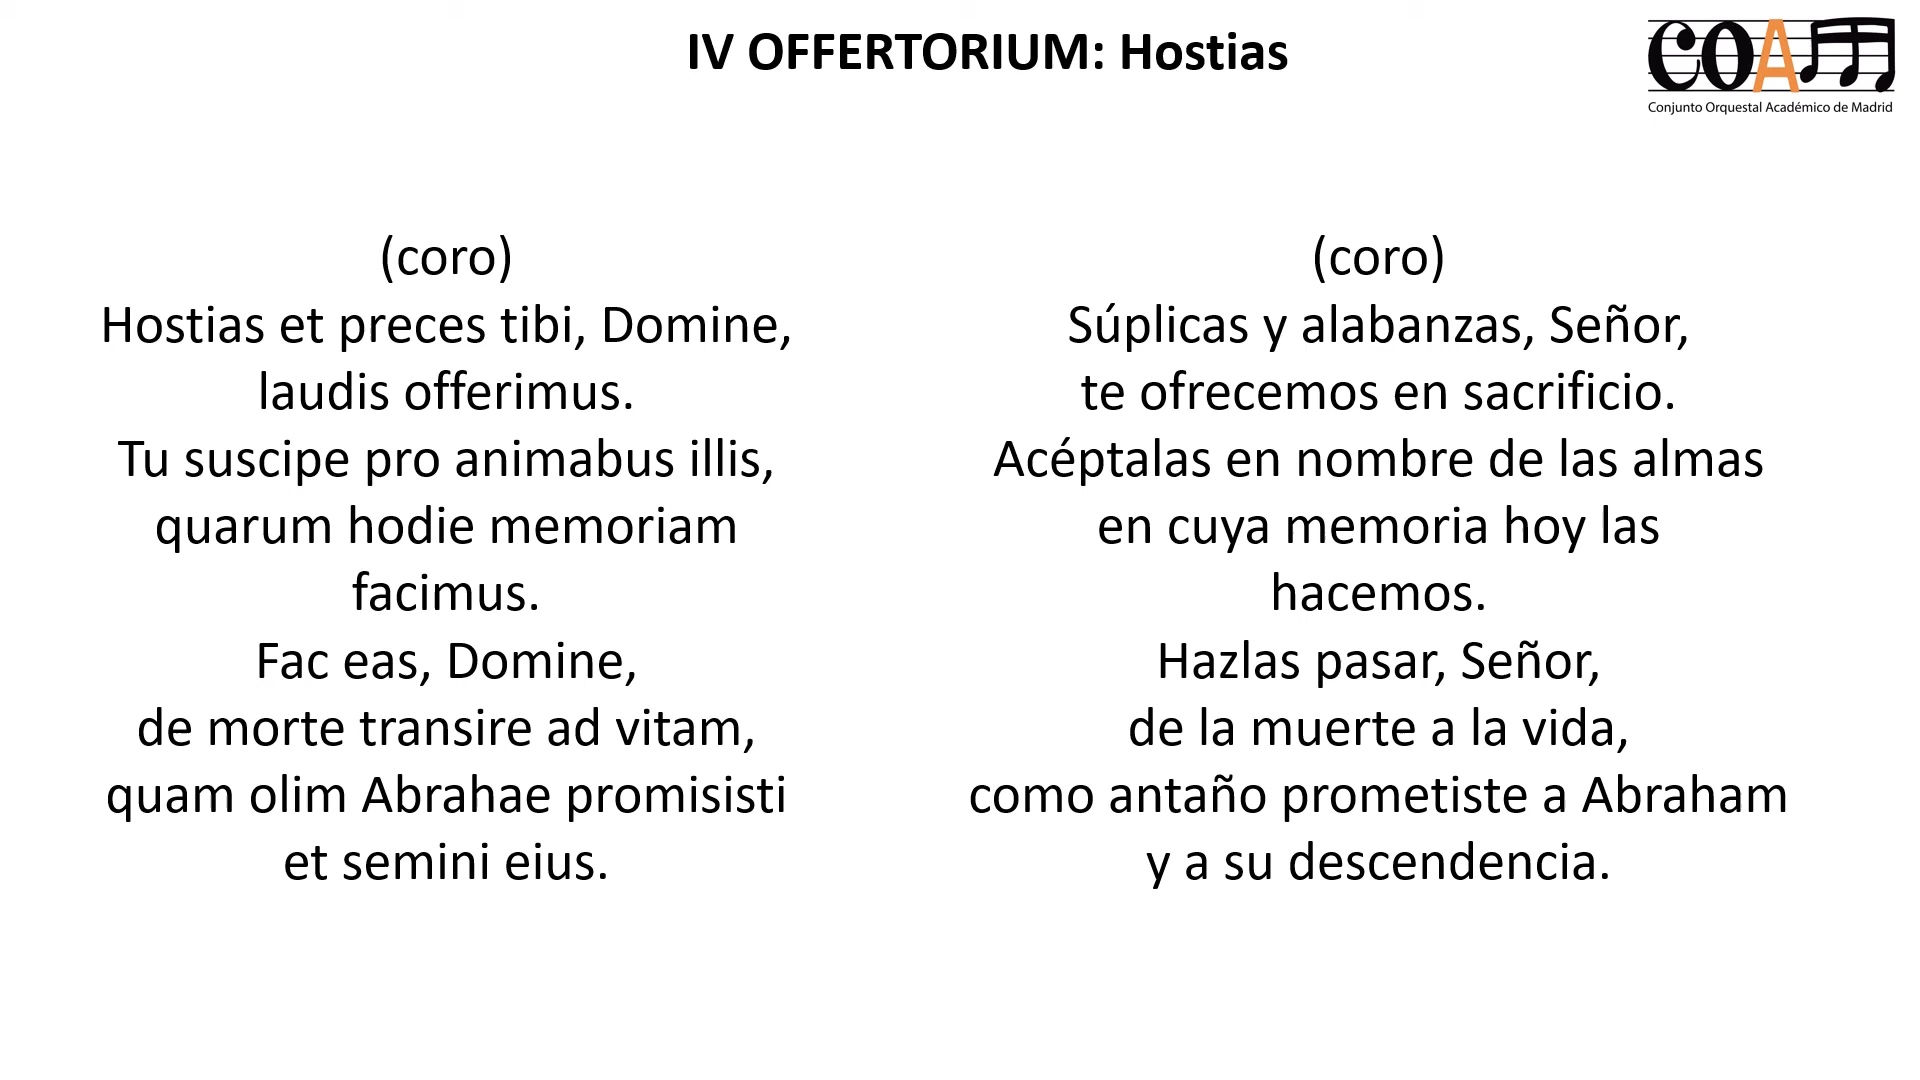 IV OFFERTORIUM: Hostias
COA
Conjunto Orquestal Académico de Madrid
(coro)
Hostias et preces tibi, Domine,
laudis offerimus.
Tu suscipe pro animabus illis,
quarum hodie memoriam
facimus.
Fac eas, Domine,
de morte transire ad vitam,
quam olim Abrahae promisisti
et semini eius.
(coro)
Súplicas y alabanzas, Señor,
te ofrecemos en sacrificio.
Acéptalas en nombre de las almas
en cuya memoria hoy las
hacemos.
Hazlas pasar, Señor,
de la muerte a la vida,
como antaño prometiste a Abraham
y a su descendencia.